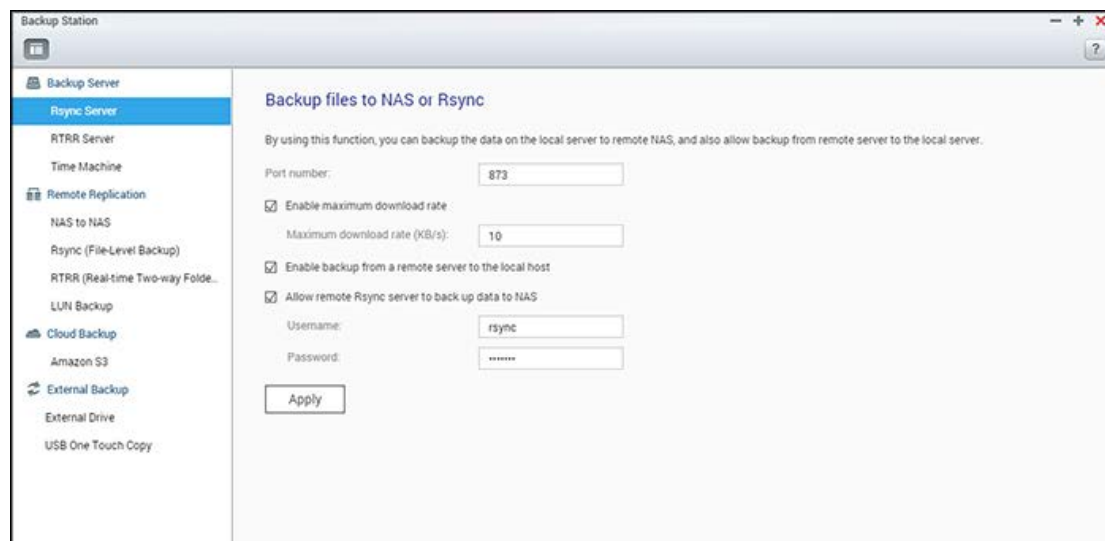 Backup Station
?
Backup Server
Rsync Server
RTRR Server
Time Machine
Remote Replication
NAS to NAS
Rsync (File-Level Backup)
RTRR (Real-time Two-way Folde...
LUN Backup
Cloud Backup
Amazon S3
External Backup
External Drive
USB One Touch Copy
Backup files to NAS or Rsync
By using this function, you can backup the data on the local server to remote NAS, and also allow backup from remote server to the local server.
Port number: 873
Enable maximum download rate
Maximum download rate (KB/s): 10
Enable backup from a remote server to the local host
Allow remote Rsync server to back up data to NAS
Username: rsync
Password: •••••••
Apply